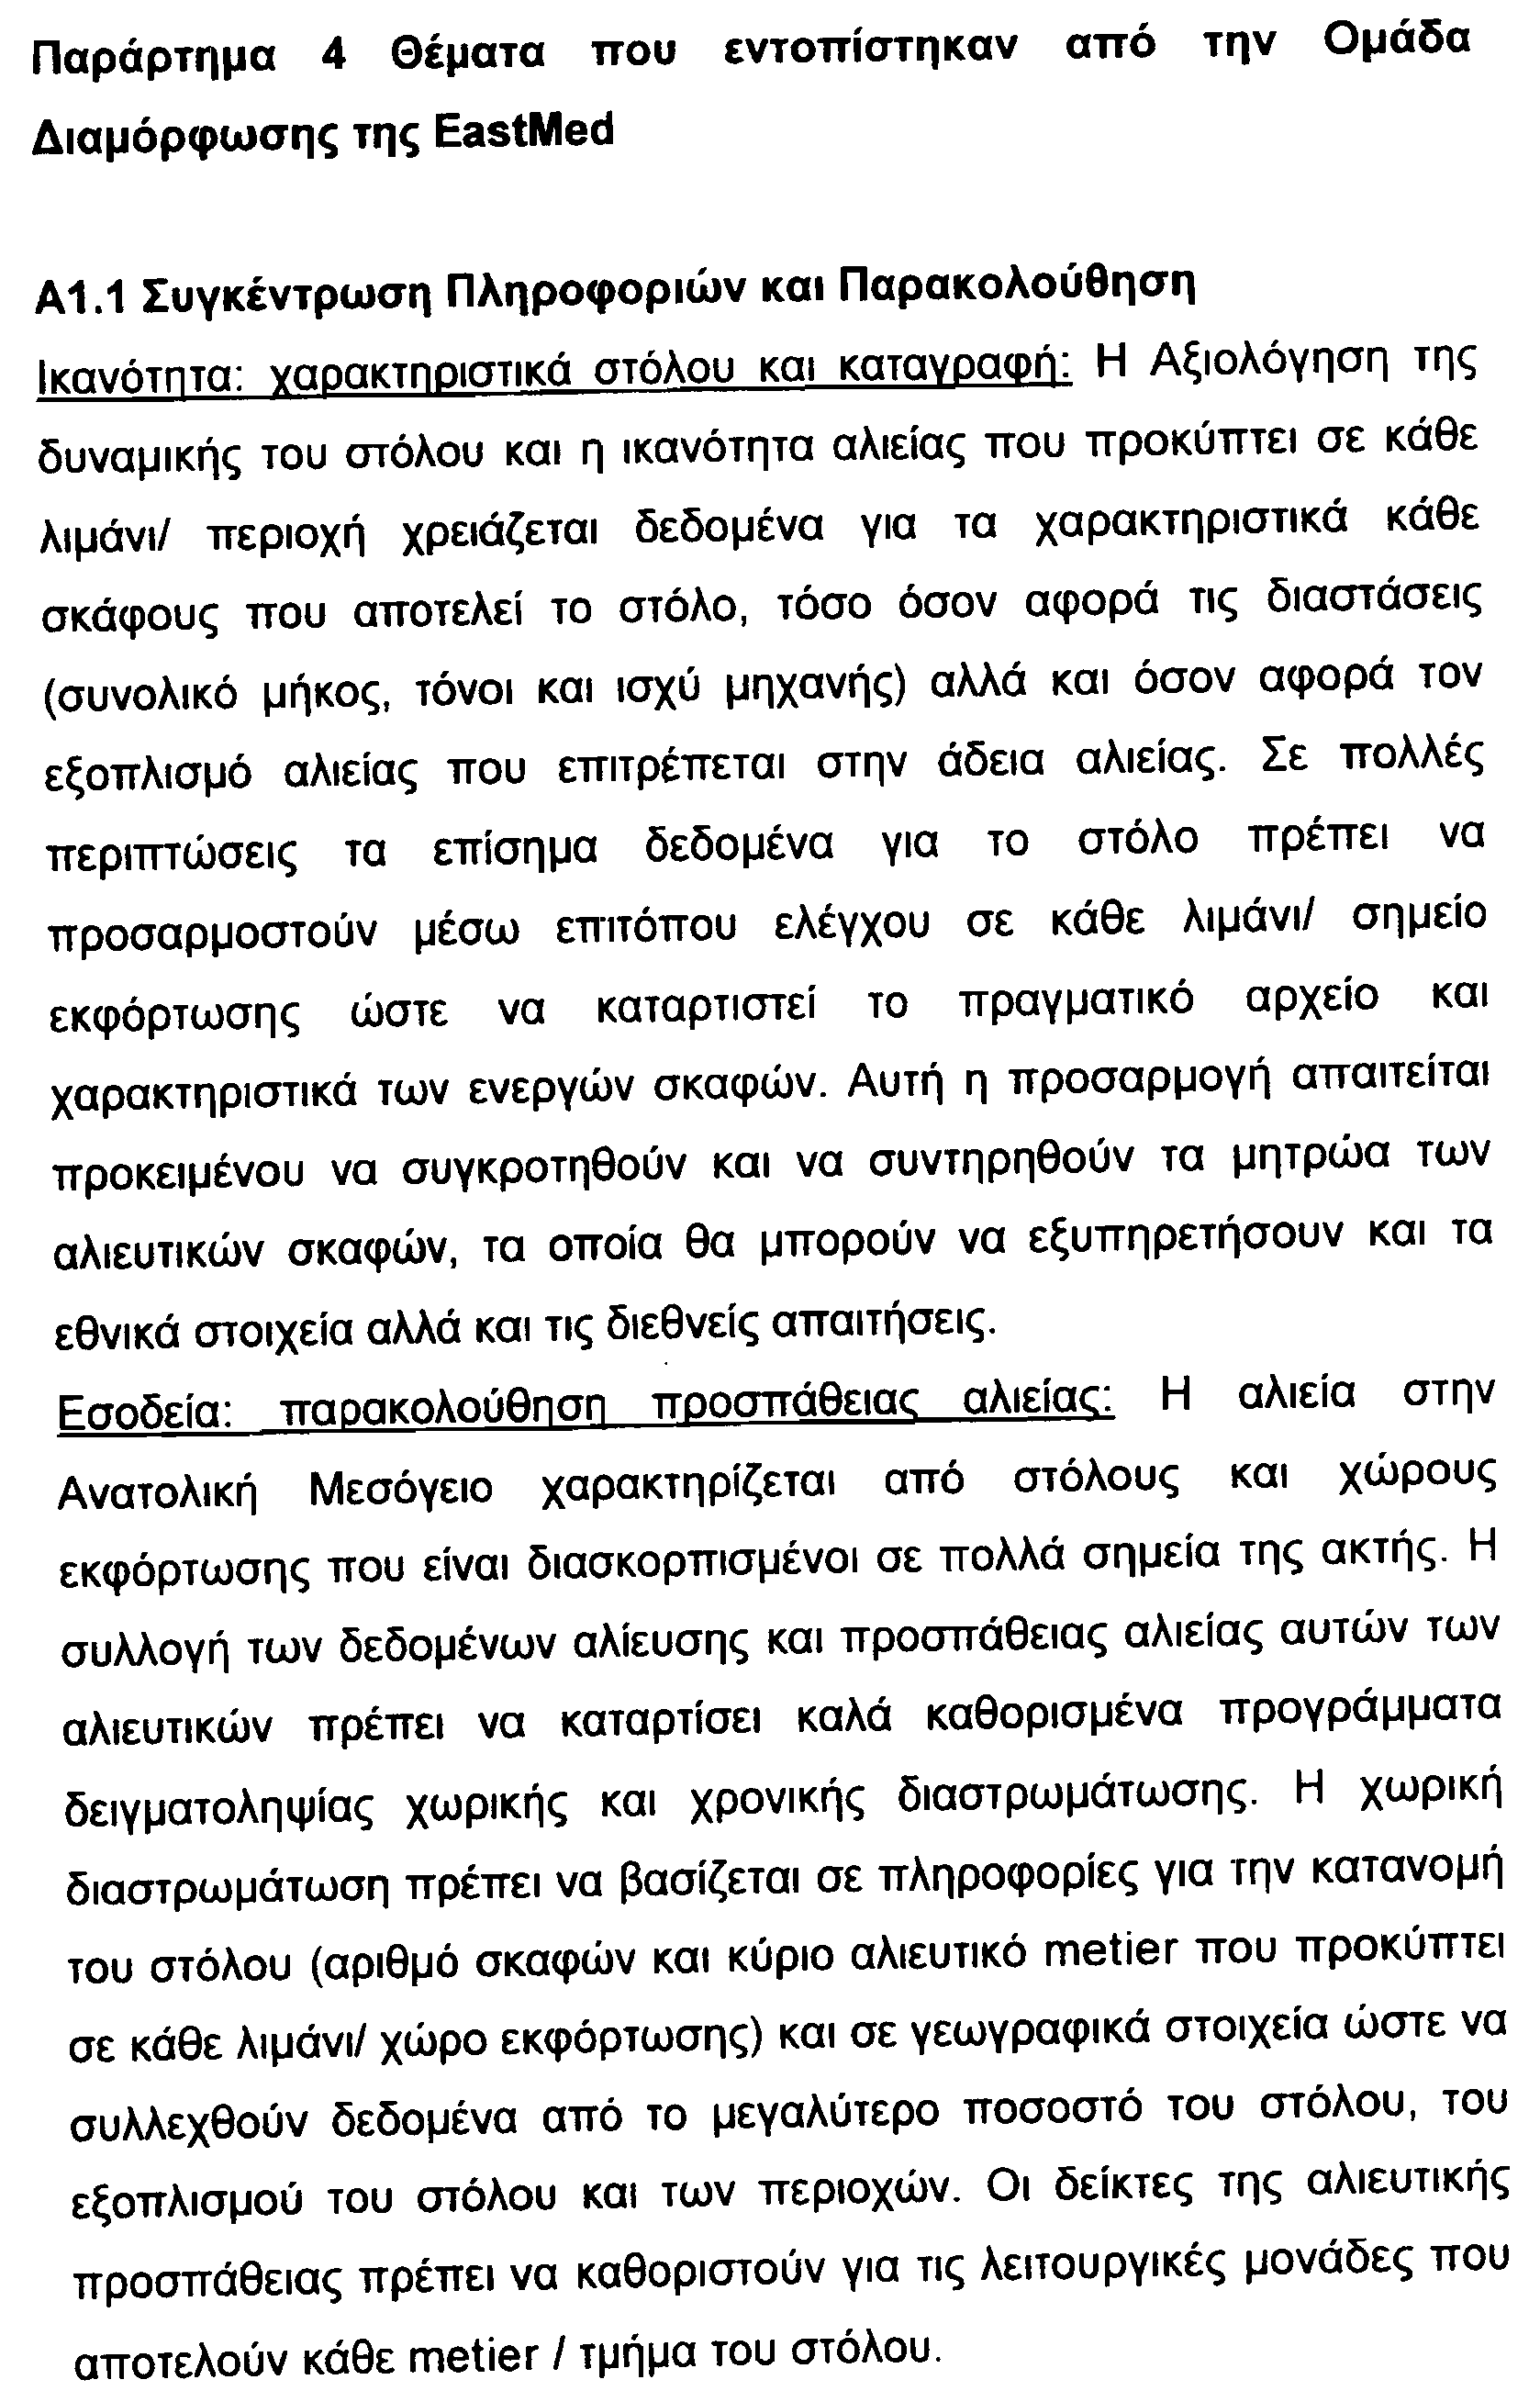 Παράρτημα 4 Θέματα που εντοπίστηκαν από την Ομάδα
Διαμόρφωσης της EastMed
Α1.1 Συγκέντρωση Πληροφοριών και Παρακολούθηση
Ικανότητα: χαρακτηριστικά στόλου και καταγραφή: Η Αξιολόγηση της
δυναμικής του στόλου και η ικανότητα αλιείας που προκύπτει σε κάθε
λιμάνι/ περιοχή χρειάζεται δεδομένα για τα χαρακτηριστικά κάθε
σκάφους που αποτελεί το στόλο, τόσο όσον αφορά τις διαστάσεις
(συνολικό μήκος, τόνοι και ισχύ μηχανής) αλλά και όσον αφορά τον
εξοπλισμό αλιείας που επιτρέπεται στην άδεια αλιείας. Σε πολλές
περιπτώσεις τα επίσημα δεδομένα για το στόλο πρέπει να
προσαρμοστούν μέσω επιτόπου ελέγχου σε κάθε λιμάνι/ σημείο
εκφόρτωσης ώστε να καταρτιστεί το πραγματικό αρχείο και
χαρακτηριστικά των ενεργών σκαφών. Αυτή η προσαρμογή απαιτείται
προκειμένου να συγκροτηθούν και να συντηρηθούν τα μητρώα των
αλιευτικών σκαφών, τα οποία θα μπορούν να εξυπηρετήσουν και τα
εθνικά στοιχεία αλλά και τις διεθνείς απαιτήσεις.
Εσοδεία: παρακολούθηση προσπάθειας αλιείας: Η αλιεία στην
Ανατολική Μεσόγειο χαρακτηρίζεται από στόλους και χώρους
εκφόρτωσης που είναι διασκορπισμένοι σε πολλά σημεία της ακτής. Η
συλλογή των δεδομένων αλίευσης και προσπάθειας αλιείας αυτών των
αλιευτικών πρέπει να καταρτίσει καλά καθορισμένα προγράμματα
δειγματοληψίας χωρικής και χρονικής διαστρωμάτωσης. Η χωρική
διαστρωμάτωση πρέπει να βασίζεται σε πληροφορίες για την κατανομή
του στόλου (αριθμό σκαφών και κύριο αλιευτικό metier που προκύπτει
σε κάθε λιμάνι/ χώρο εκφόρτωσης) και σε γεωγραφικά στοιχεία ώστε να
συλλεχθούν δεδομένα από το μεγαλύτερο ποσοστό του στόλου, του
εξοπλισμού του στόλου και των περιοχών. Οι δείκτες της αλιευτικής
προσπάθειας πρέπει να καθοριστούν για τις λειτουργικές μονάδες που
αποτελούν κάθε metier / τμήμα του στόλου.